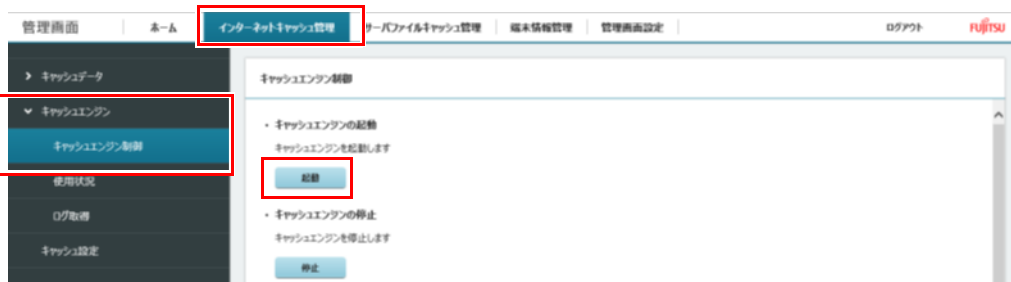 管理画面 ホーム インターネットキャッシュ管理 サーバファイルキャッシュ管理 端末情報管理 管理画面設定 ログアウト FUJITSU
キャッシュデータ
キャッシュエンジン制御
キャッシュエンジン
・ キャッシュエンジンの起動
キャッシュエンジン制御
キャッシュエンジンを起動します
使用状況
起動
ログ取得
・ キャッシュエンジンの停止
キャッシュエンジンを停止します
キャッシュ設定
停止